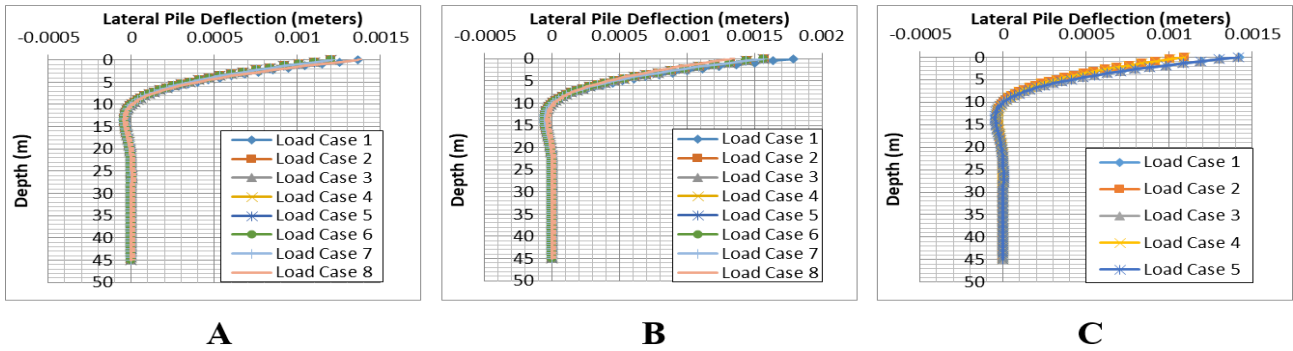 Lateral Pile Deflection (meters)
-0.0005 0 0.0005 0.001 0.0015
0
5
10
15
20
25
30
35
40
45
50
Depth (m)
Load Case 1
Load Case 2
Load Case 3
Load Case 4
Load Case 5
Load Case 6
Load Case 7
Load Case 8
A
Lateral Pile Deflection (meters)
-0.0005 0 0.0005 0.001 0.0015 0.002
0
5
10
15
20
25
30
35
40
45
50
Depth (m)
Load Case 1
Load Case 2
Load Case 3
Load Case 4
Load Case 5
Load Case 6
Load Case 7
Load Case 8
B
Lateral Pile Deflection (meters)
-0.0005 0 0.0005 0.001 0.0015
0
5
10
15
20
25
30
35
40
45
50
Depth (m)
Load Case 1
Load Case 2
Load Case 3
Load Case 4
Load Case 5
C